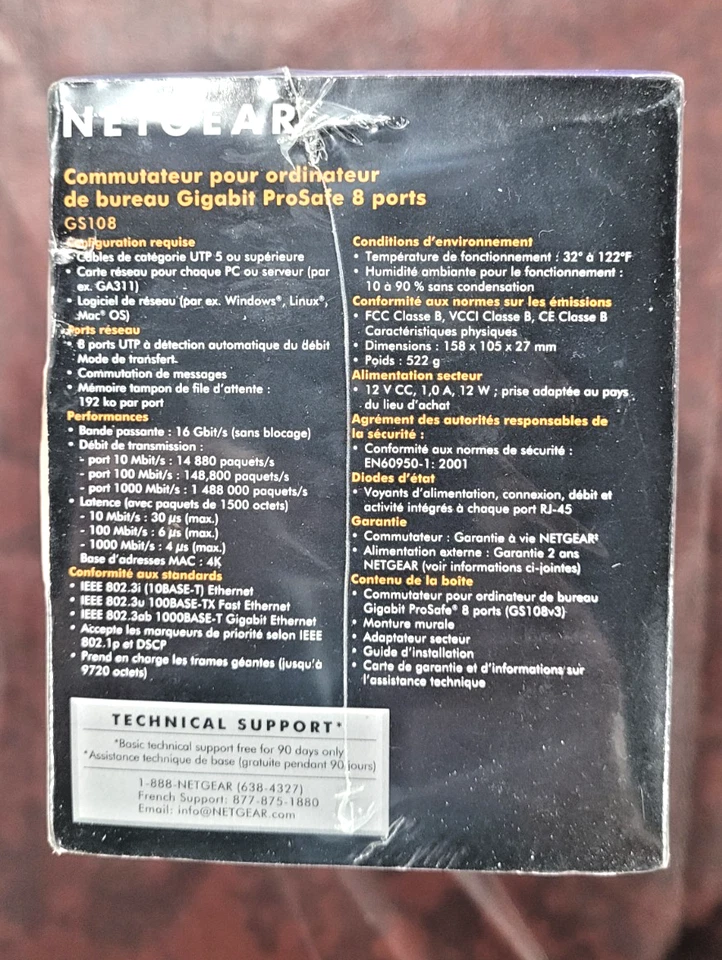 NETGEAR
Commutateur pour ordinateur
de bureau Gigabit ProSafe 8 ports
GS108
Configuration requise
• Câbles de catégorie UTP 5 ou supérieure
• Carte réseau pour chaque PC ou serveur (par
ex. GA311)
• Logiciel de réseau (par ex. Windows®, Linux®,
Mac® OS)
Ports réseau
• 8 ports UTP à détection automatique du débit
Mode de transfert.
• Commutation de messages
• Mémoire tampon de file d'attente :
192 ko par port
Performances
• Bande passante : 16 Gbit/s (sans blocage)
• Débit de transmission :
- port 10 Mbit/s : 14 880 paquets/s
- port 100 Mbit/s : 148,800 paquets/s
- port 1000 Mbit/s : 1 488 000 paquets/s
• Latence (avec paquets de 1500 octets)
- 10 Mbit/s : 30 µs (max.)
- 100 Mbit/s : 6 µs (max.)
- 1000 Mbit/s : 4 µs (max.)
Base d'adresses MAC : 4K
Conformité aux standards
• IEEE 802.3i (10BASE-T) Ethernet
• IEEE 802.3u 100BASE-TX Fast Ethernet
• IEEE 802.3ab 1000BASE-T Gigabit Ethernet
• Accepte les marqueurs de priorité selon IEEE
802.1p et DSCP
• Prend en charge les trames géantes (jusqu'à
9720 octets)
Conditions d'environnement
• Température de fonctionnement : 32° à 122°F
• Humidité ambiante pour le fonctionnement :
10 à 90 % sans condensation
Conformité aux normes sur les émissions
• FCC Classe B, VCCI Classe B, CE Classe B
Caractéristiques physiques
• Dimensions : 158 x 105 x 27 mm
• Poids : 522 g
Alimentation secteur
• 12 V CC, 1,0 A, 12 W ; prise adaptée au pays
du lieu d'achat
Agrément des autorités responsables de
la sécurité :
• Conformité aux normes de sécurité :
EN60950-1: 2001
Diodes d'état
• Voyants d'alimentation, connexion, débit et
activité intégrés à chaque port RJ-45
Garantie
• Commutateur : Garantie à vie NETGEAR‡
• Alimentation externe : Garantie 2 ans
NETGEAR (voir informations ci-jointes)
Contenu de la boîte
• Commutateur pour ordinateur de bureau
Gigabit ProSafe® 8 ports (GS108v3)
• Monture murale
• Adaptateur secteur
• Guide d'installation
• Carte de garantie et d'informations sur
l'assistance technique
TECHNICAL SUPPORT*
*Basic technical support free for 90 days only
*Assistance technique de base (gratuite pendant 90 jours)
1-888-NETGEAR (638-4327)
French Support: 877-875-1880
Email: info@NETGEAR.com